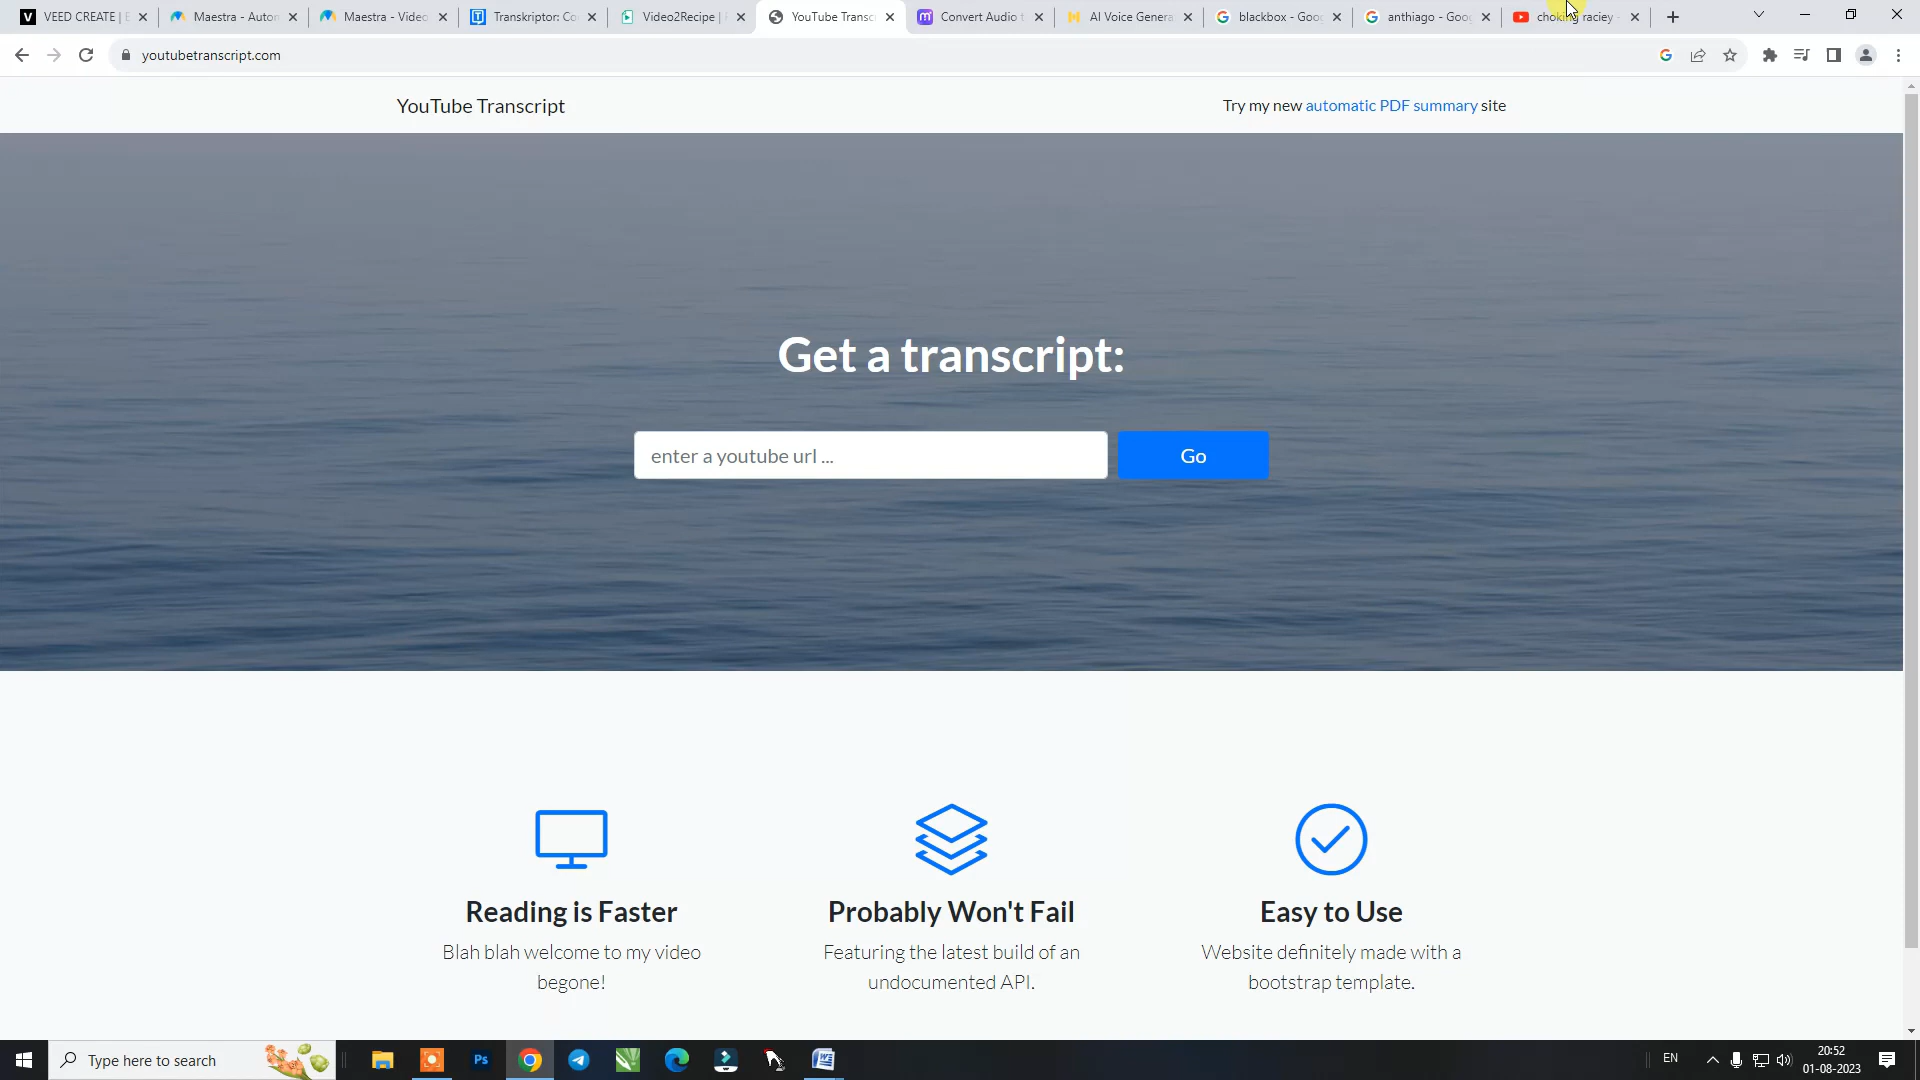 VEED CREATE | E
Maestra - Autom
Maestra - Video
Transkriptor: Co
Video2Recipe |
YouTube Transc
Convert Audio t
AI Voice Genera
blackbox - Goo
anthiago - Goo
choking raciey
youtubetranscript.com
YouTube Transcript
Try my new automatic PDF summary site
Get a transcript:
enter a youtube url ...
Go
Reading is Faster
Blah blah welcome to my video
begone!
Probably Won't Fail
Featuring the latest build of an
undocumented API.
Easy to Use
Website definitely made with a
bootstrap template.
Type here to search
Ps
EN
20:52
01-08-2023